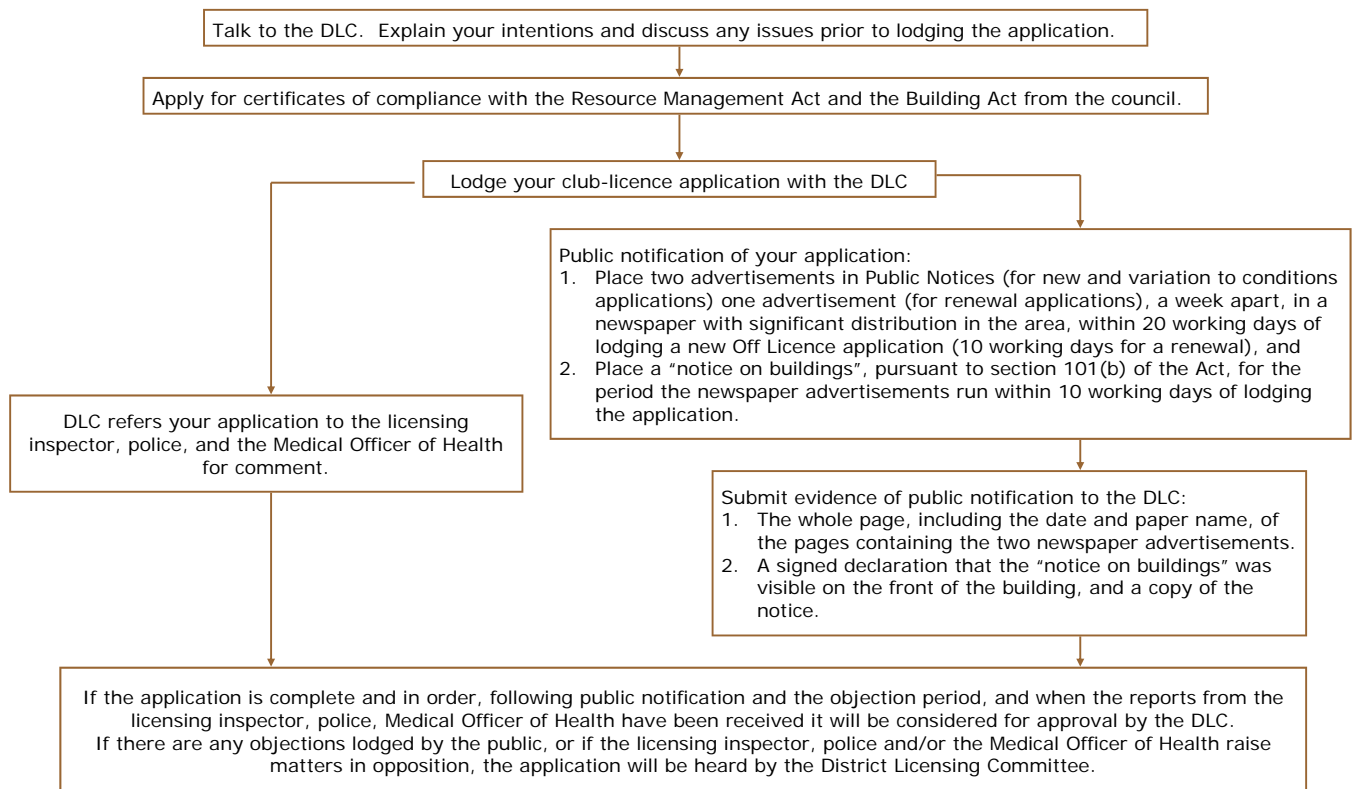 Talk to the DLC. Explain your intentions and discuss any issues prior to lodging the application.
Apply for certificates of compliance with the Resource Management Act and the Building Act from the council.
Lodge your club-licence application with the DLC
Public notification of your application:
1. Place two advertisements in Public Notices (for new and variation to conditions
applications) one advertisement (for renewal applications), a week apart, in a
newspaper with significant distribution in the area, within 20 working days of
lodging a new Off Licence application (10 working days for a renewal), and
2. Place a “notice on buildings”, pursuant to section 101(b) of the Act, for the
period the newspaper advertisements run within 10 working days of lodging
the application.
DLC refers your application to the licensing
inspector, police, and the Medical Officer of Health
for comment.
Submit evidence of public notification to the DLC:
1. The whole page, including the date and paper name, of
the pages containing the two newspaper advertisements.
2. A signed declaration that the “notice on buildings” was
visible on the front of the building, and a copy of the
notice.
If the application is complete and in order, following public notification and the objection period, and when the reports from the
licensing inspector, police, Medical Officer of Health have been received it will be considered for approval by the DLC.
If there are any objections lodged by the public, or if the licensing inspector, police and/or the Medical Officer of Health raise
matters in opposition, the application will be heard by the District Licensing Committee.